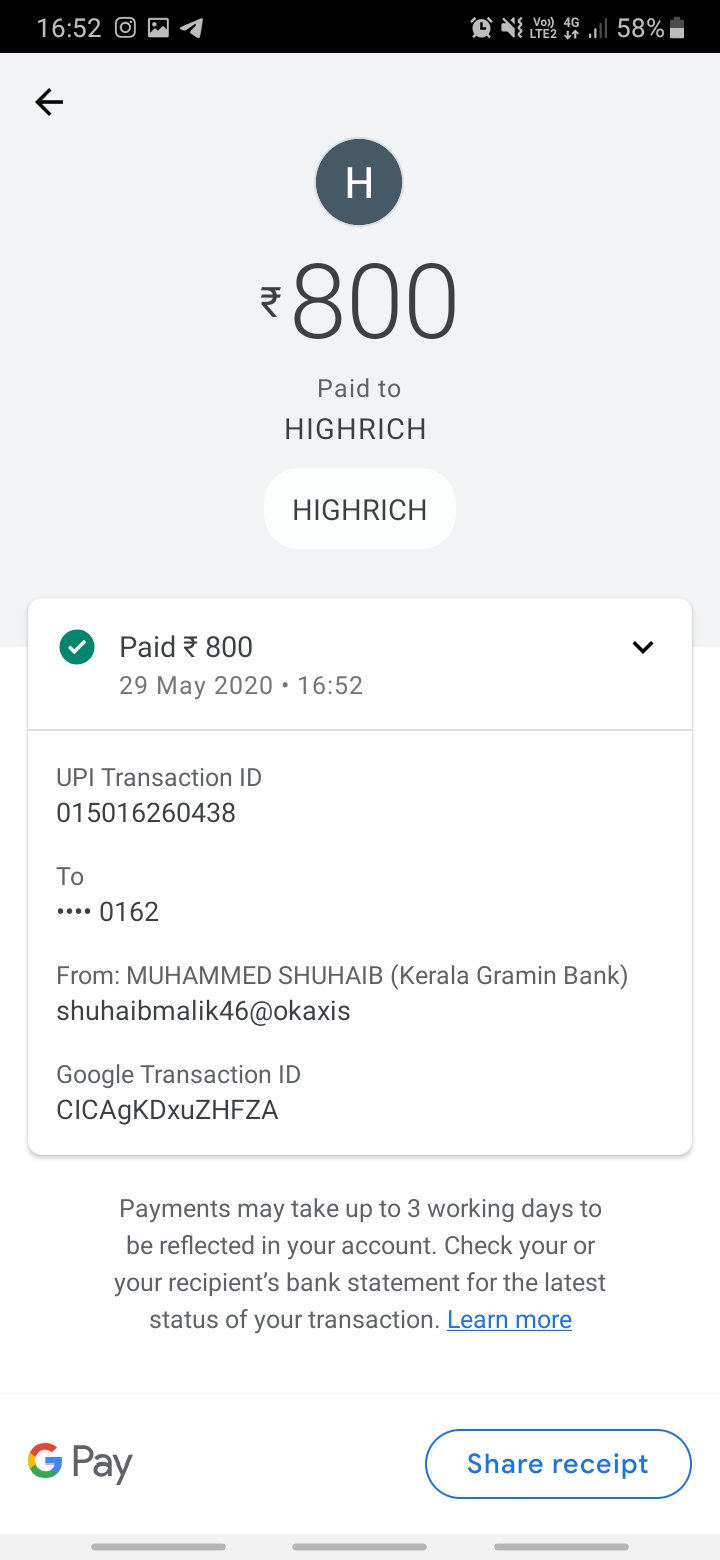 16:52 Vo)) LTE2 4G 58%
H
₹800
Paid to
HIGHRICH
HIGHRICH
Paid ₹ 800
29 May 2020 • 16:52
UPI Transaction ID
015016260438
To
•••• 0162
From: MUHAMMED SHUHAIB (Kerala Gramin Bank)
shuhaibmalik46@okaxis
Google Transaction ID
CICAgKDxuZHFZA
Payments may take up to 3 working days to
be reflected in your account. Check your or
your recipient’s bank statement for the latest
status of your transaction. Learn more
G Pay
Share receipt